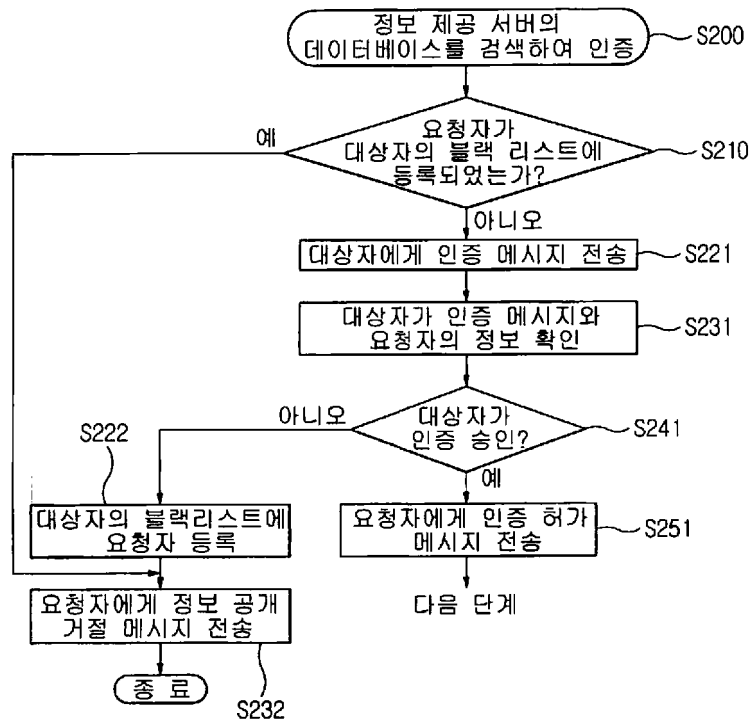 정보 제공 서버의
데이터베이스를 검색하여 인증
S200
요청자가
대상자의 블랙 리스트에
등록되었는가?
S210
예
아니오
대상자에게 인증 메시지 전송
S221
대상자가 인증 메시지와
요청자의 정보 확인
S231
대상자가
인증 승인?
S241
아니오
예
S222
대상자의 블랙리스트에
요청자 등록
요청자에게 인증 허가
메시지 전송
S251
다음 단계
요청자에게 정보 공개
거절 메시지 전송
S232
종료